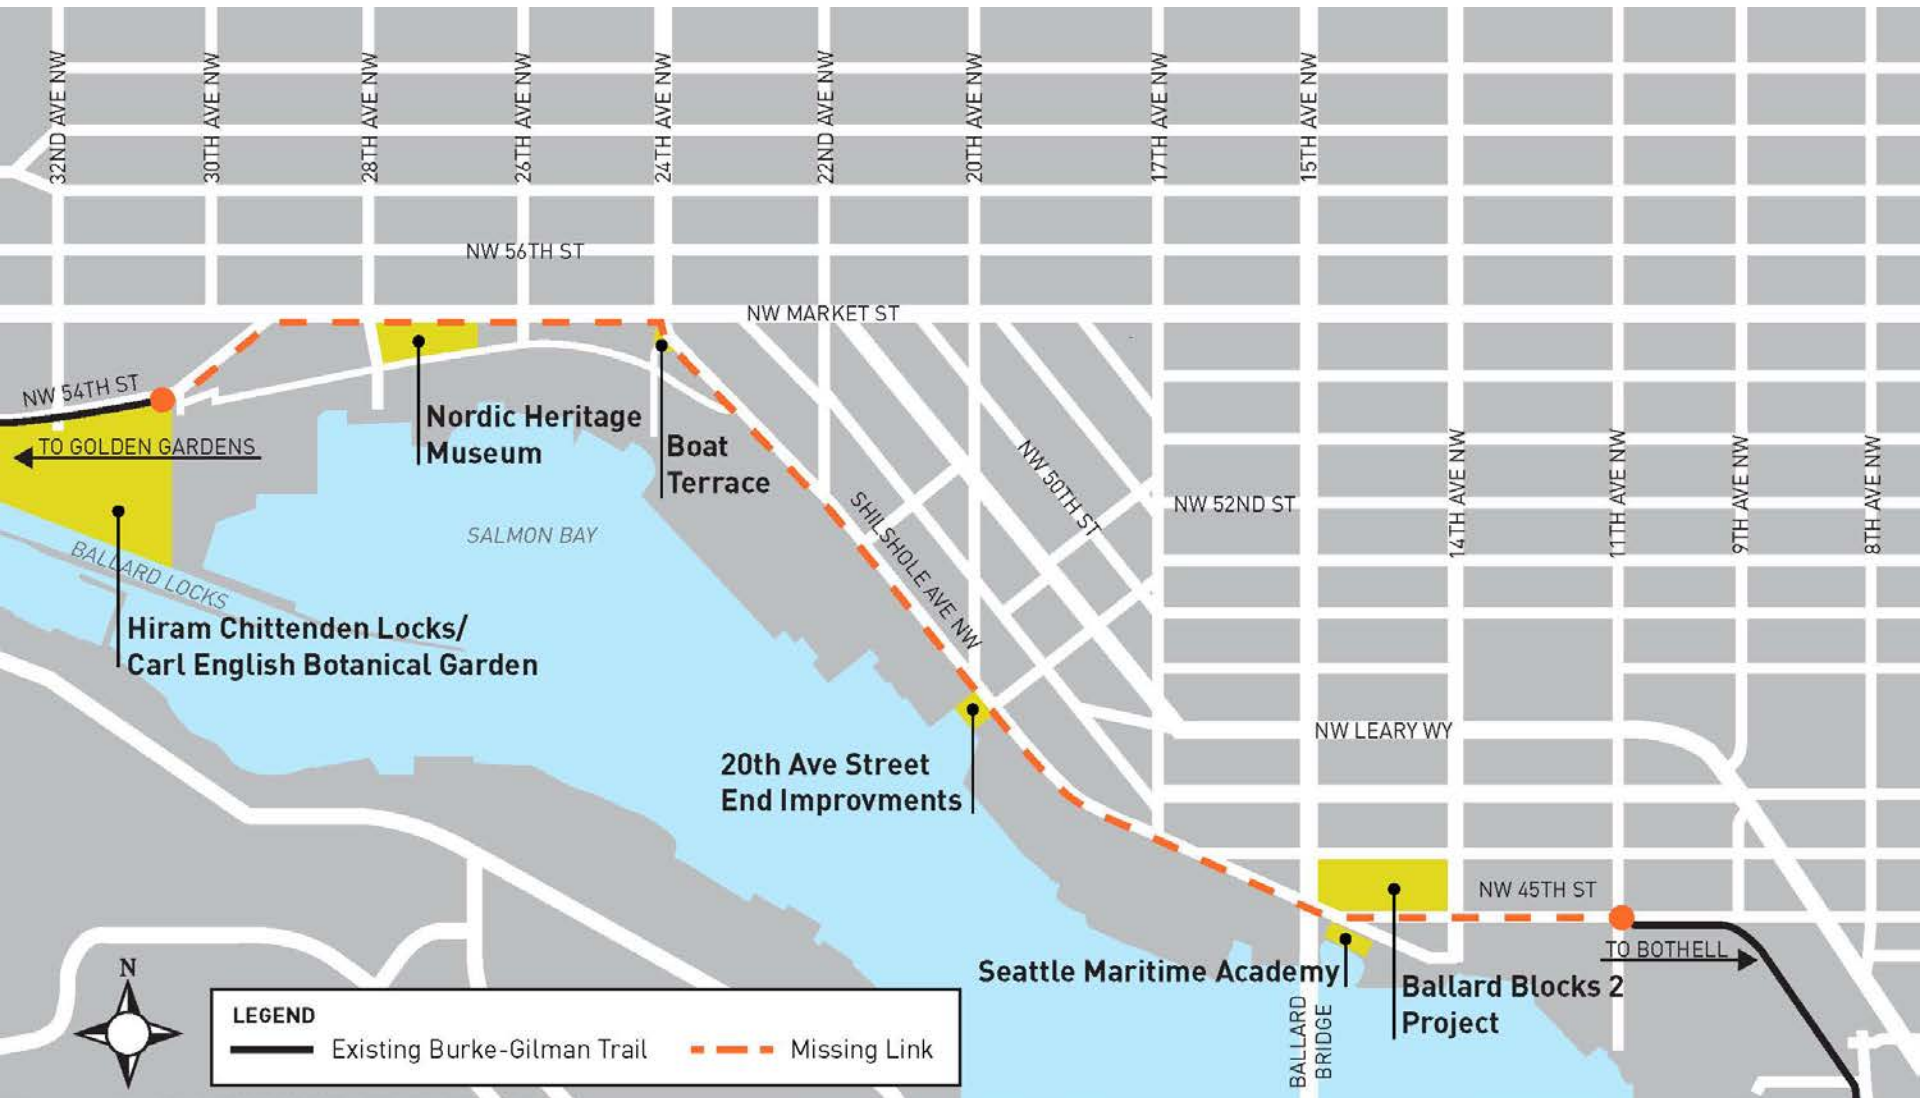 32ND AVE NW
30TH AVE NW
28TH AVE NW
26TH AVE NW
24TH AVE NW
22ND AVE NW
20TH AVE NW
17TH AVE NW
15TH AVE NW
NW 56TH ST
NW MARKET ST
NW 54TH ST
TO GOLDEN GARDENS
Nordic Heritage
Museum
Boat
Terrace
NW 50TH ST
NW 52ND ST
14TH AVE NW
11TH AVE NW
9TH AVE NW
8TH AVE NW
SHILSHOLE AVE NW
SALMON BAY
BALLARD LOCKS
Hiram Chittenden Locks/
Carl English Botanical Garden
NW LEARY WY
20th Ave Street
End Improvments
NW 45TH ST
TO BOTHELL
Seattle Maritime Academy
Ballard Blocks 2
Project
BALLARD
BRIDGE
N
LEGEND
Existing Burke-Gilman Trail
Missing Link